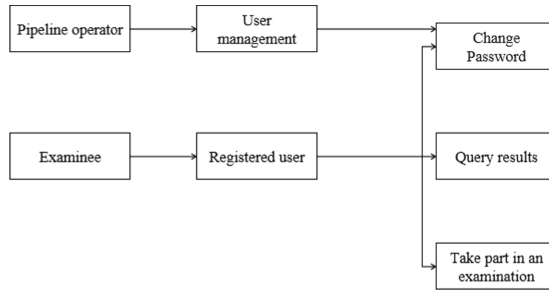 Pipeline operator
User
management
Change
Password
Examinee
Registered user
Query results
Take part in an
examination